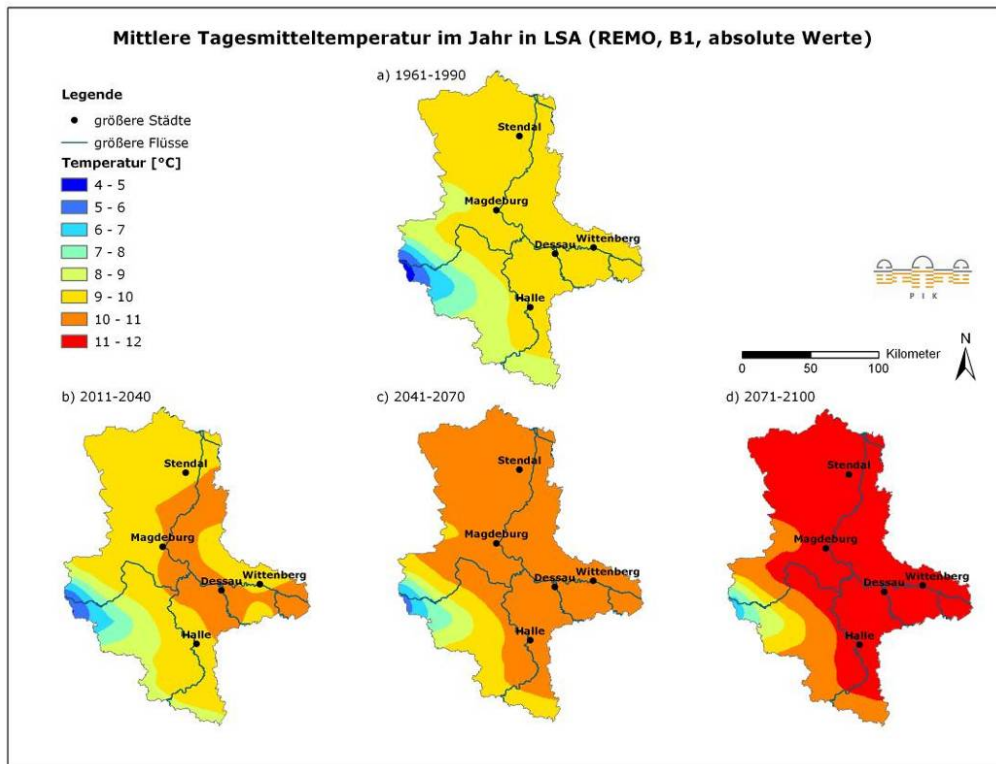 Mittlere Tagesmitteltemperatur im Jahr in LSA (REMO, B1, absolute Werte)
a) 1961-1990
Legende
größere Städte
größere Flüsse
Temperatur [°C]
4 - 5
5 - 6
6 - 7
7 - 8
8 - 9
9 - 10
10 - 11
11 - 12
Stendal
Magdeburg
Dessau
Wittenberg
Halle
P I K
N
Kilometer
0 50 100
b) 2011-2040
Stendal
Magdeburg
Dessau
Wittenberg
Halle
c) 2041-2070
Stendal
Magdeburg
Dessau
Wittenberg
Halle
d) 2071-2100
Stendal
Magdeburg
Dessau
Wittenberg
Halle